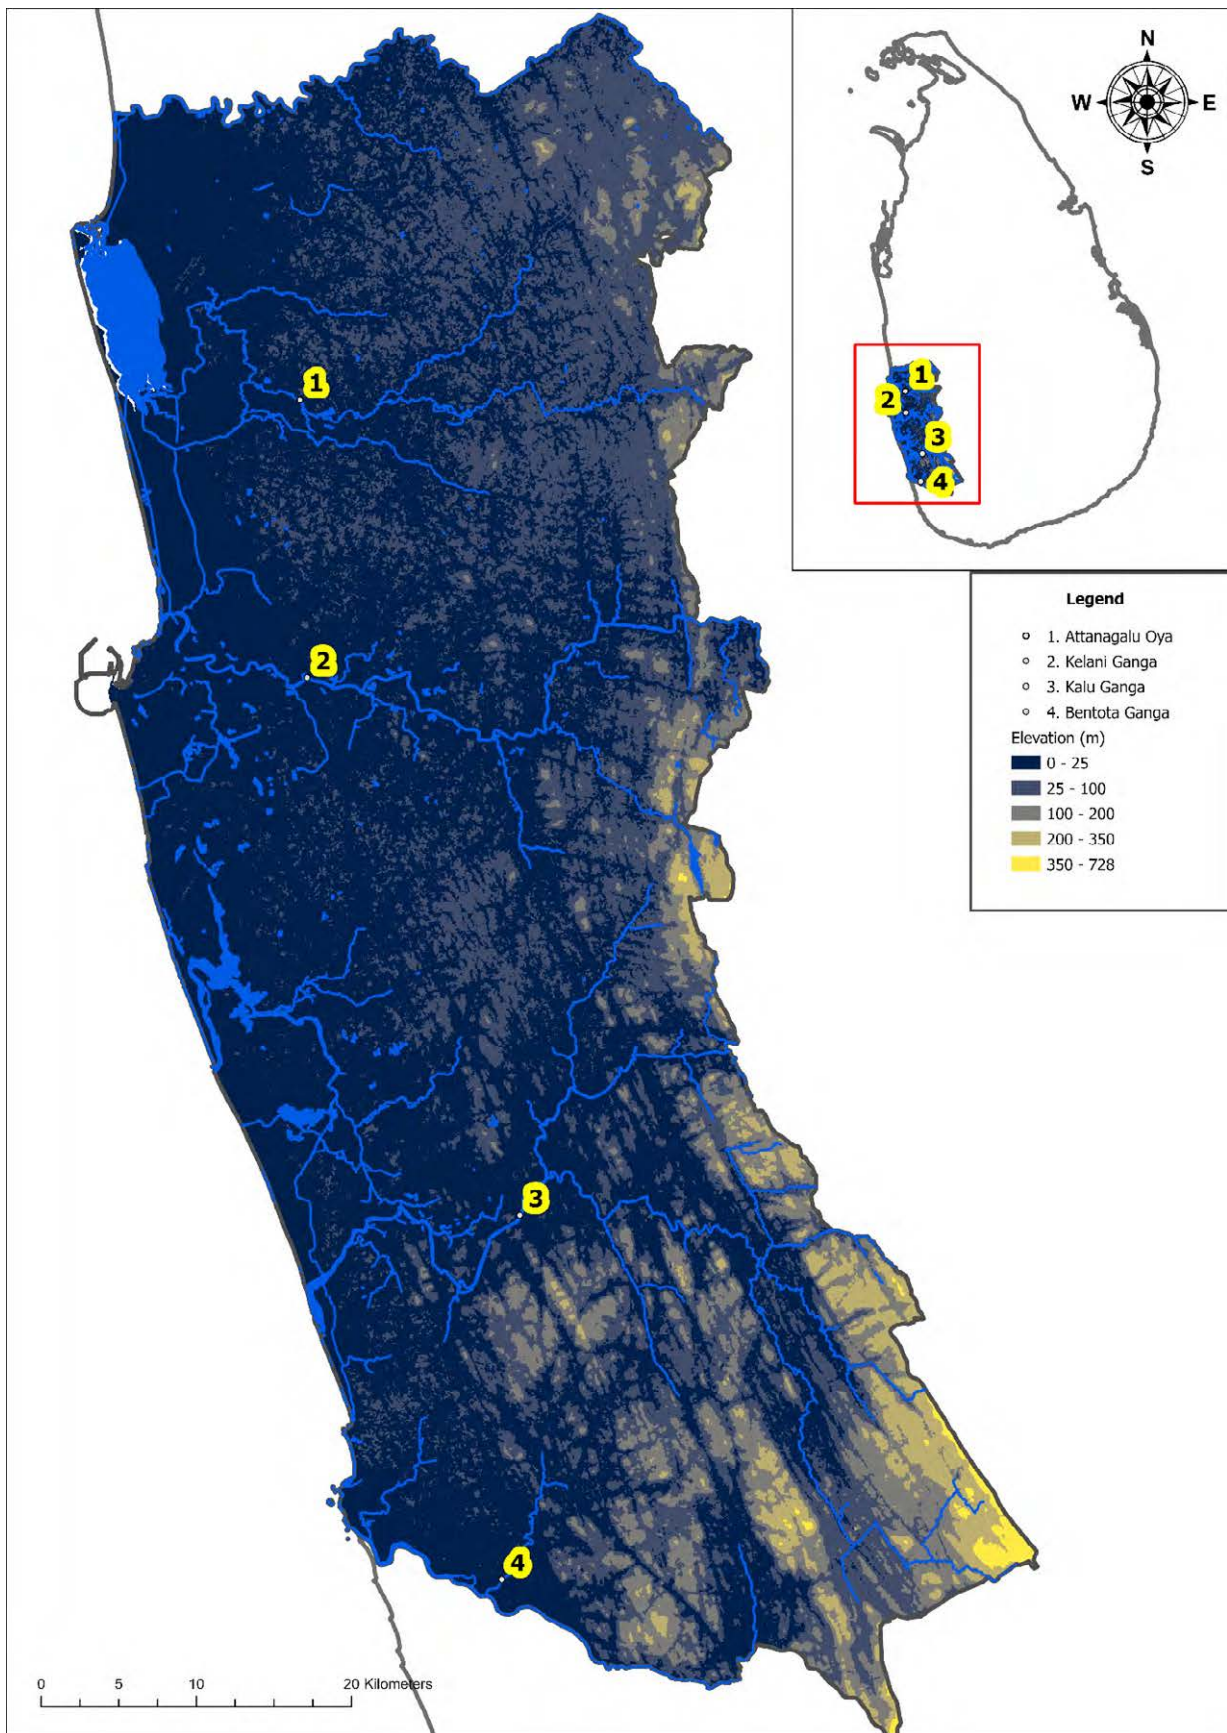 N
W E
S
1
2
3
4
1
2
3
4
Legend
1. Attanagalu Oya
2. Kelani Ganga
3. Kalu Ganga
4. Bentota Ganga
Elevation (m)
0 - 25
25 - 100
100 - 200
200 - 350
350 - 728
0 5 10 20 Kilometers